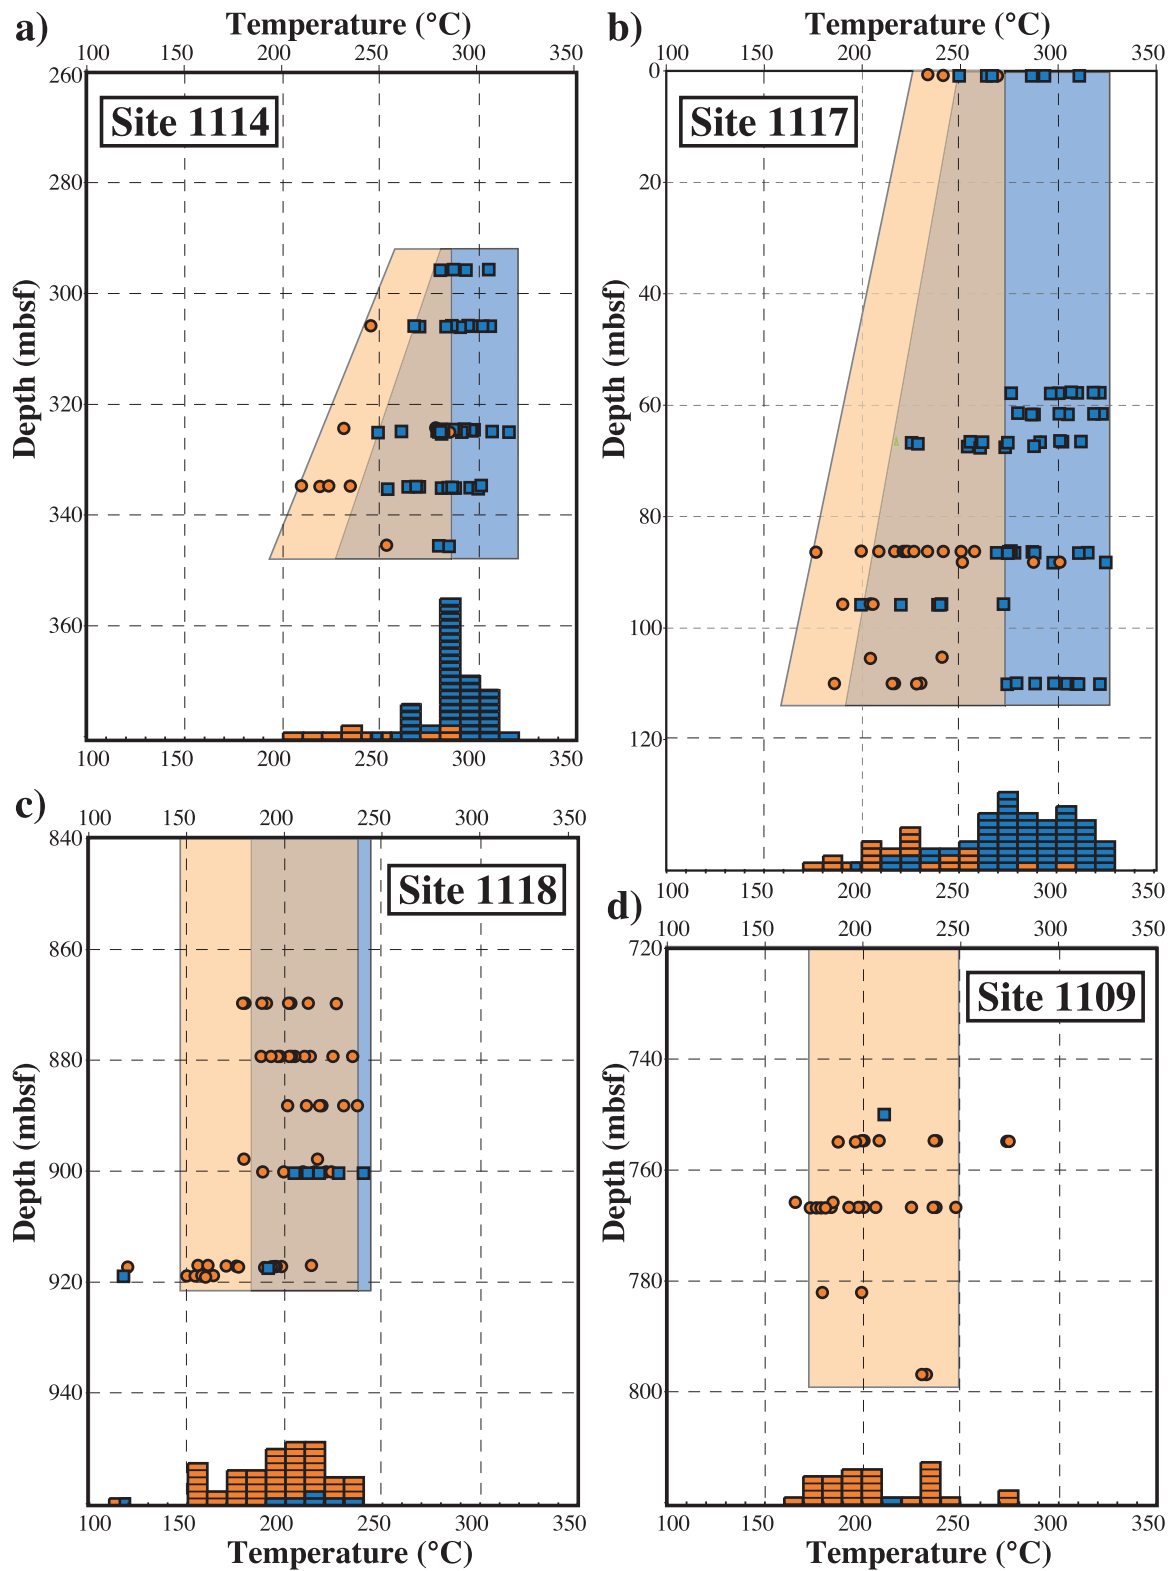 a)
Temperature (°C)
100 150 200 250 300 350
260
Site 1114
280
300
320
340
360
Depth (mbsf)
100 150 200 250 300 350
b)
Temperature (°C)
100 150 200 250 300 350
0
Site 1117
20
40
60
80
100
120
Depth (mbsf)
100 150 200 250 300 350
c)
100 150 200 250 300 350
840
Site 1118
860
880
900
920
940
Depth (mbsf)
100 150 200 250 300 350
Temperature (°C)
d)
100 150 200 250 300 350
720
Site 1109
740
760
780
800
Depth (mbsf)
100 150 200 250 300 350
Temperature (°C)